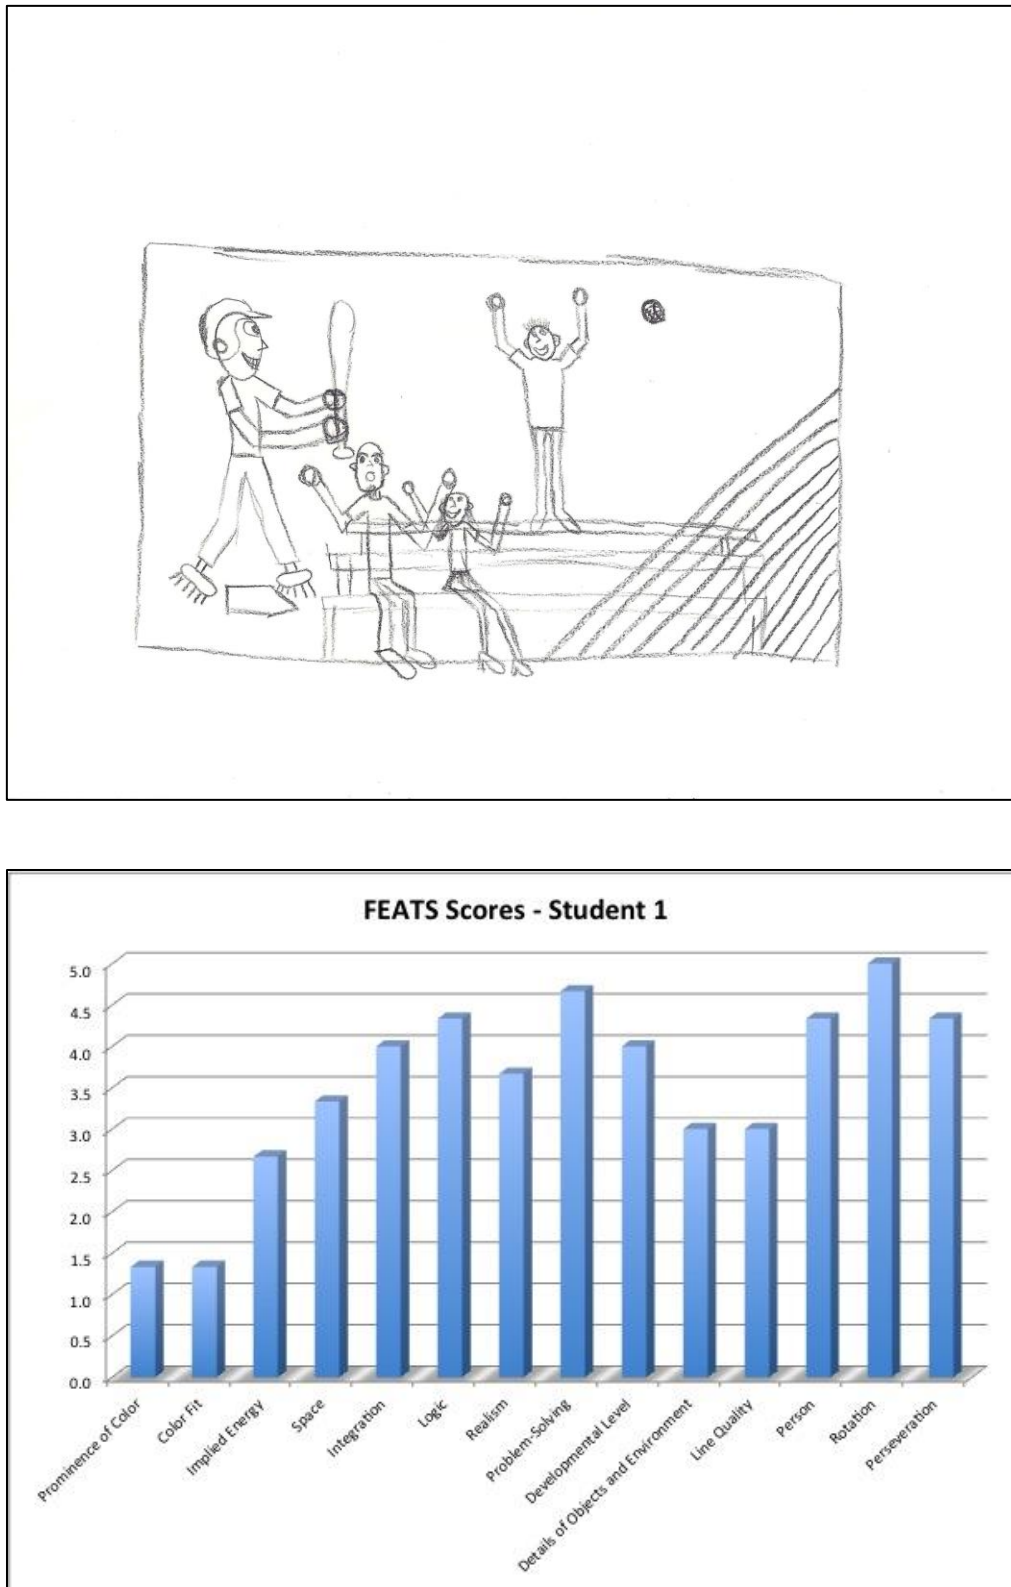 FEATS Scores - Student 1
5.0
4.5
4.0
3.5
3.0
2.5
2.0
1.5
1.0
0.5
0.0
Prominence of Color
Color Fit
Implied Energy
Space
Integration
Logic
Realism
Problem-Solving
Developmental Level
Details of Objects and Environment
Line Quality
Person
Rotation
Perseveration